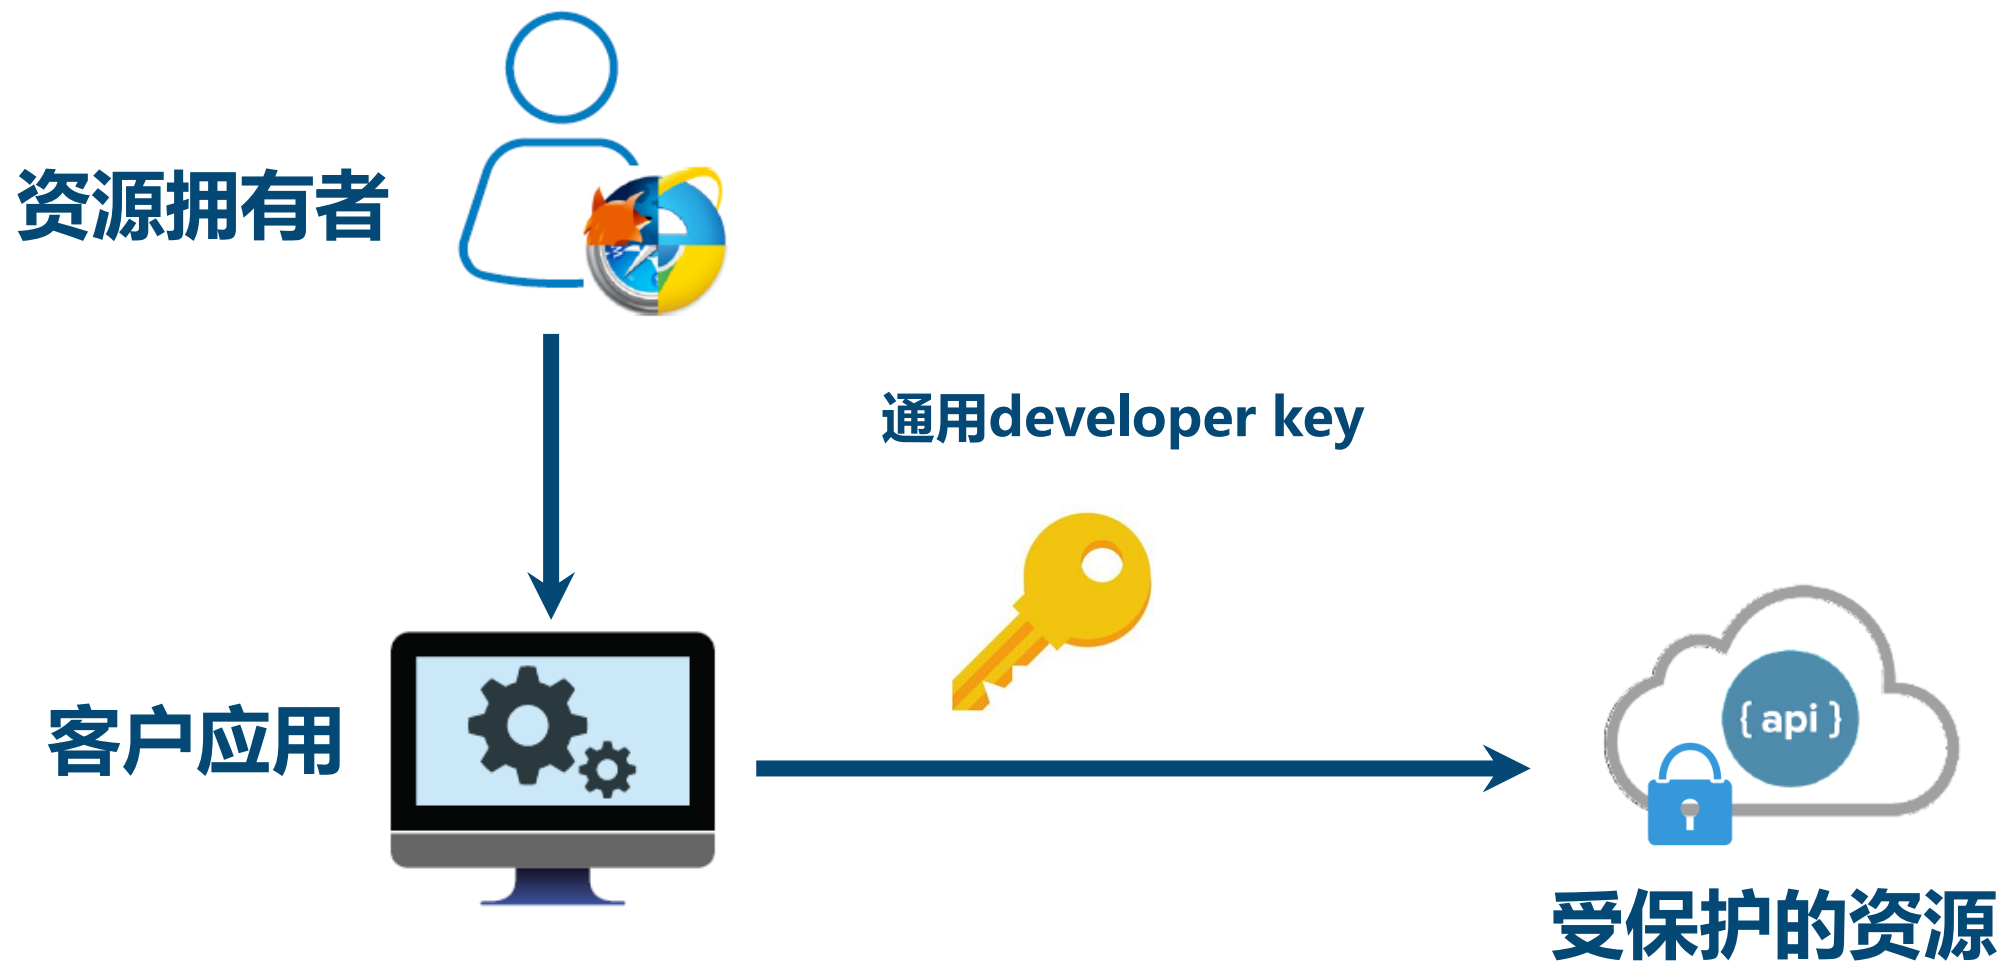 资源拥有者
通用developer key
客户应用
{ api }
受保护的资源